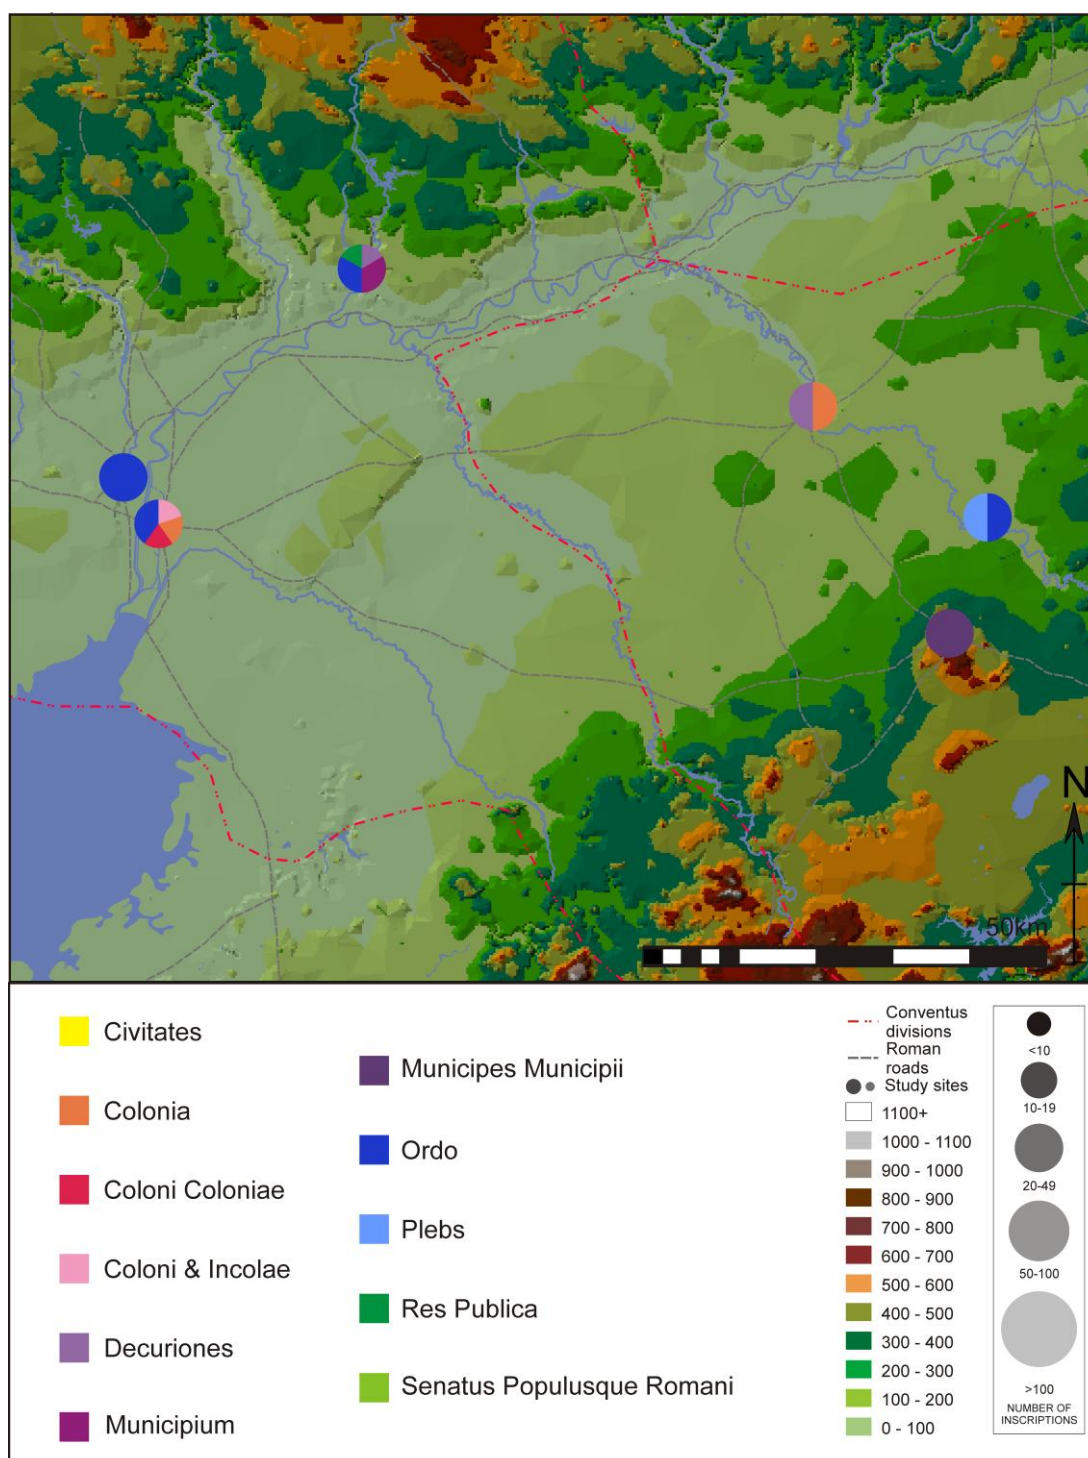 N
50km
Civitates
Colonia
Coloni Coloniae
Coloni & Incolae
Decuriones
Municipium
Municipes Municipii
Ordo
Plebs
Res Publica
Senatus Populusque Romani
Conventus
divisions
Roman
roads
Study sites
1100+
1000 - 1100
900 - 1000
800 - 900
700 - 800
600 - 700
500 - 600
400 - 500
300 - 400
200 - 300
100 - 200
0 - 100
<10
10-19
20-49
50-100
>100
NUMBER OF
INSCRIPTIONS